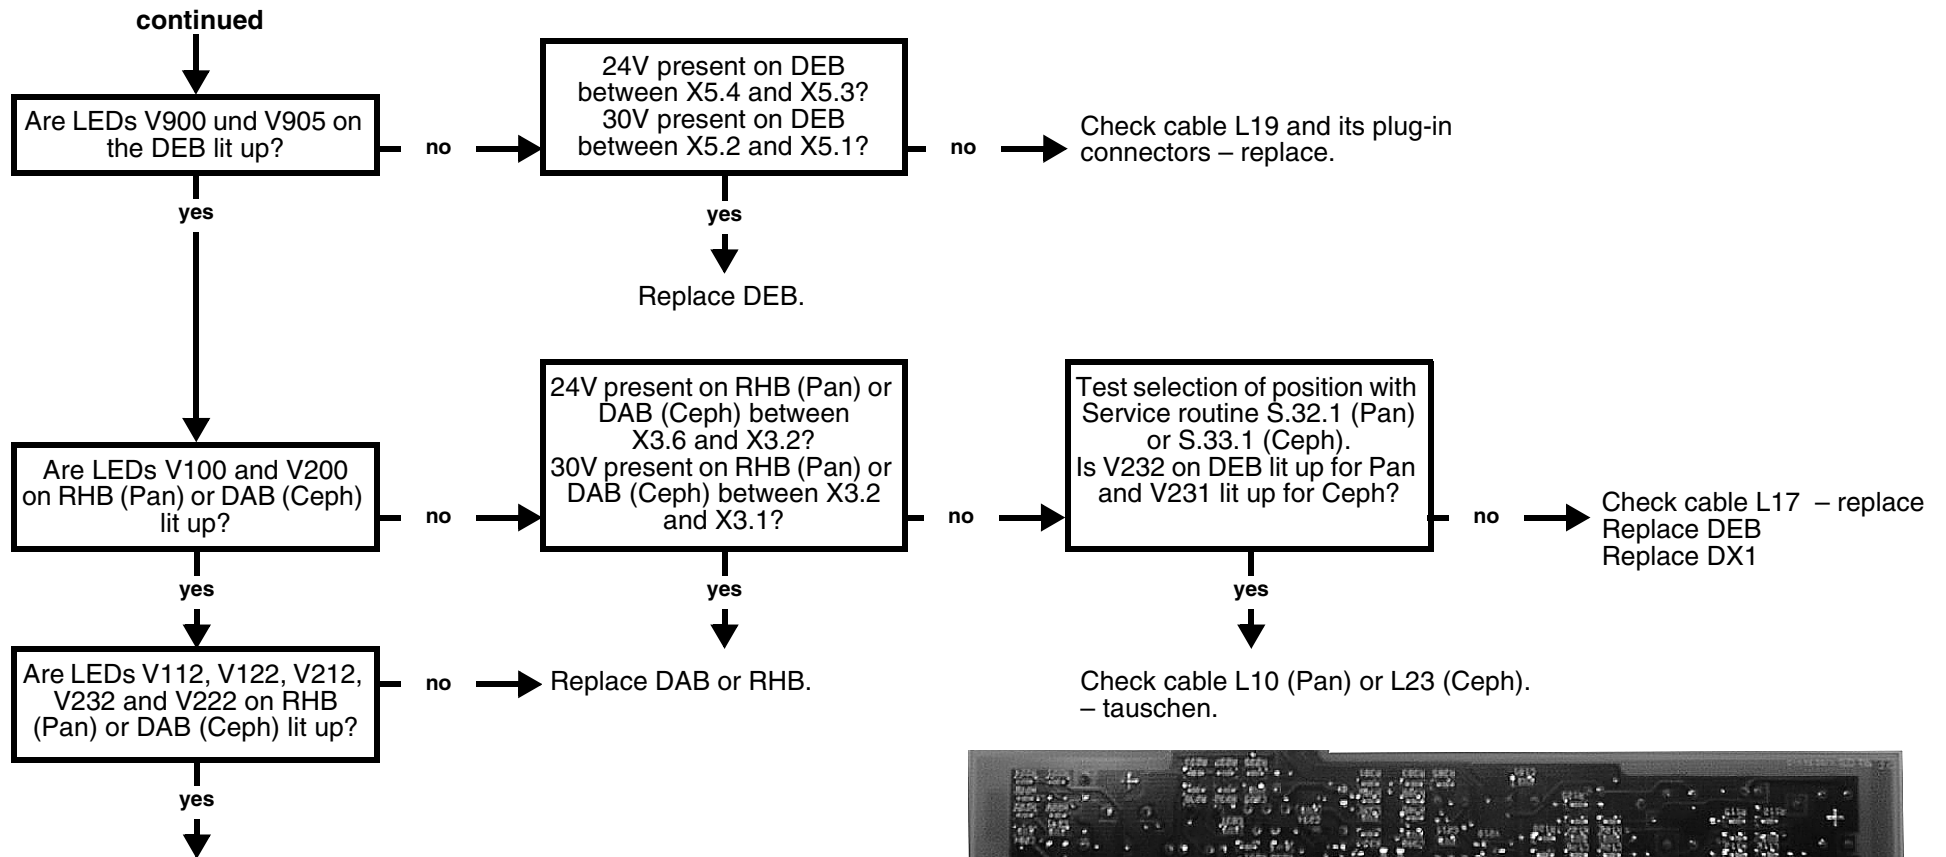 continued
Are LEDs V900 und V905 on
the DEB lit up?
no
24V present on DEB
between X5.4 and X5.3?
30V present on DEB
between X5.2 and X5.1?
no
Check cable L19 and its plug-in
connectors – replace.
yes
yes
Replace DEB.
Are LEDs V100 and V200
on RHB (Pan) or DAB (Ceph)
lit up?
no
24V present on RHB (Pan) or
DAB (Ceph) between
X3.6 and X3.2?
30V present on RHB (Pan) or
DAB (Ceph) between X3.2
and X3.1?
no
Test selection of position with
Service routine S.32.1 (Pan)
or S.33.1 (Ceph).
Is V232 on DEB lit up for Pan
and V231 lit up for Ceph?
no
Check cable L17 – replace
Replace DEB
Replace DX1
yes
yes
yes
Are LEDs V112, V122, V212,
V232 and V222 on RHB
(Pan) or DAB (Ceph) lit up?
no
Replace DAB or RHB.
Check cable L10 (Pan) or L23 (Ceph).
– tauschen.
yes